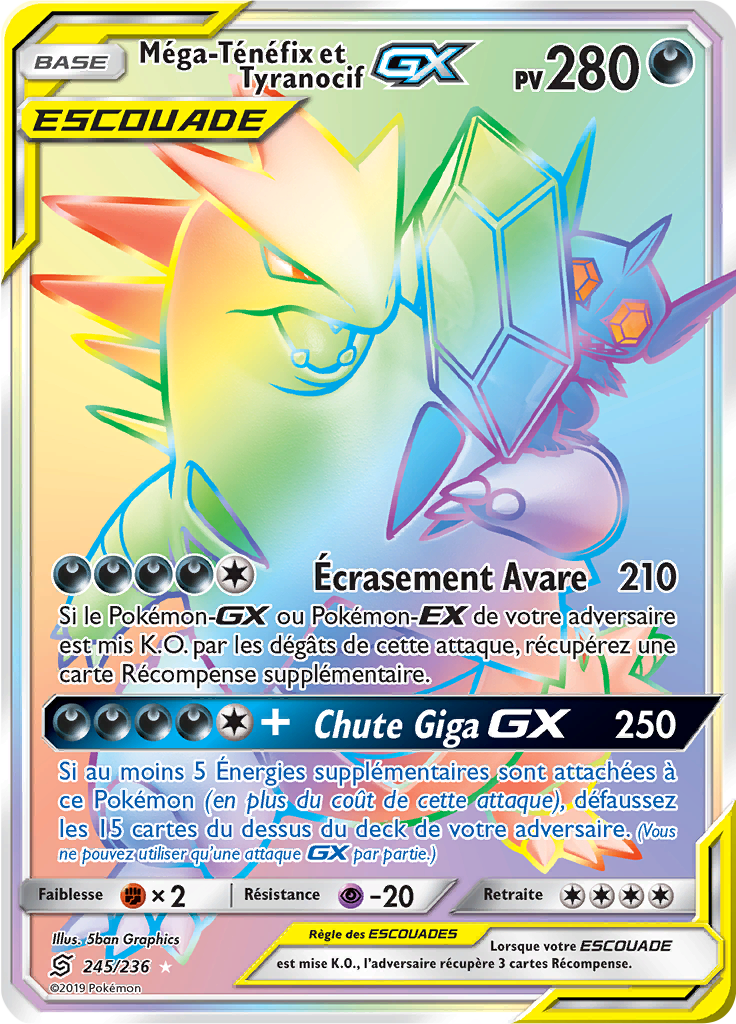 BASE
Méga-Ténéfix et
Tyranocif GX
PV 280
ESCOUADE
Écrasement Avare 210
Si le Pokémon-GX ou Pokémon-EX de votre adversaire
est mis K.O. par les dégâts de cette attaque, récupérez une
carte Récompense supplémentaire.
+ Chute Giga GX 250
Si au moins 5 Énergies supplémentaires sont attachées à
ce Pokémon (en plus du coût de cette attaque), défaussez
les 15 cartes du dessus du deck de votre adversaire. (Vous
ne pouvez utiliser qu'une attaque GX par partie.)
Faiblesse ×2 Résistance -20 Retraite
Illus. 5ban Graphics
245/236
©2019 Pokémon
Règle des ESCOUADES
Lorsque votre ESCOUADE
est mise K.O., l'adversaire récupère 3 cartes Récompense.